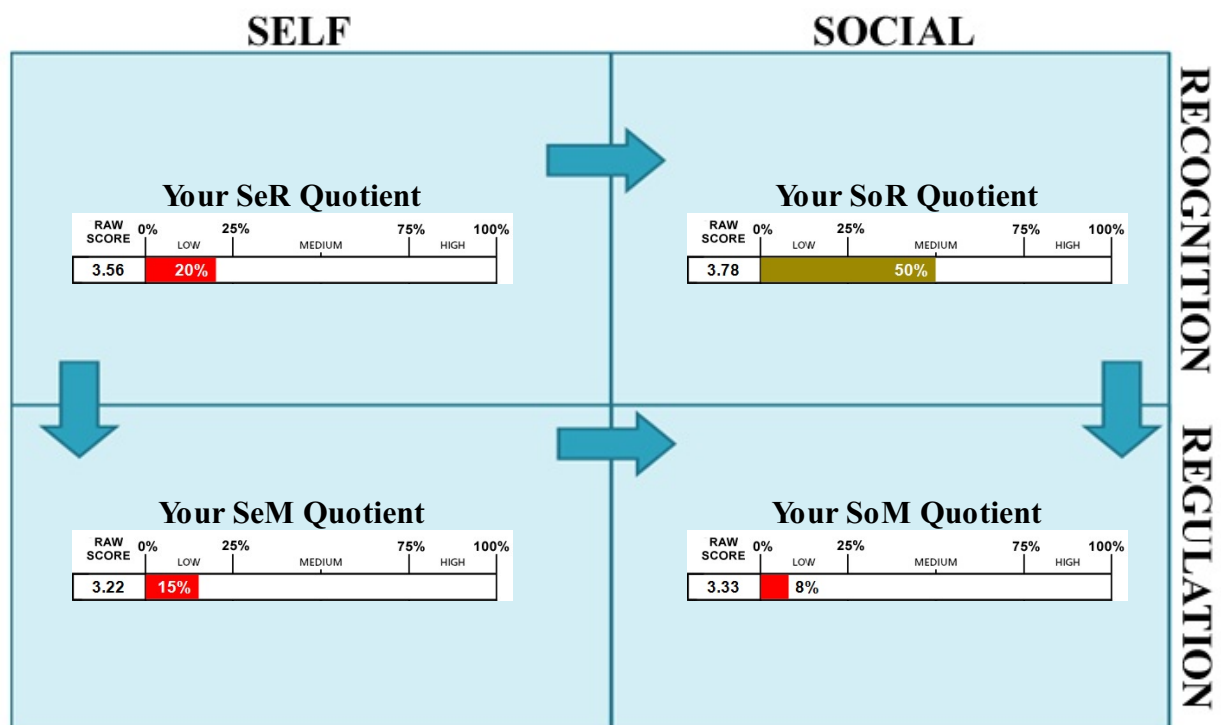 SELF
SOCIAL
RECOGNITION
Your SeR Quotient
RAW SCORE 0% 25% 75% 100%
LOW MEDIUM HIGH
3.56 20%
Your SoR Quotient
RAW SCORE 0% 25% 75% 100%
LOW MEDIUM HIGH
3.78 50%
REGULATION
Your SeM Quotient
RAW SCORE 0% 25% 75% 100%
LOW MEDIUM HIGH
3.22 15%
Your SoM Quotient
RAW SCORE 0% 25% 75% 100%
LOW MEDIUM HIGH
3.33 8%